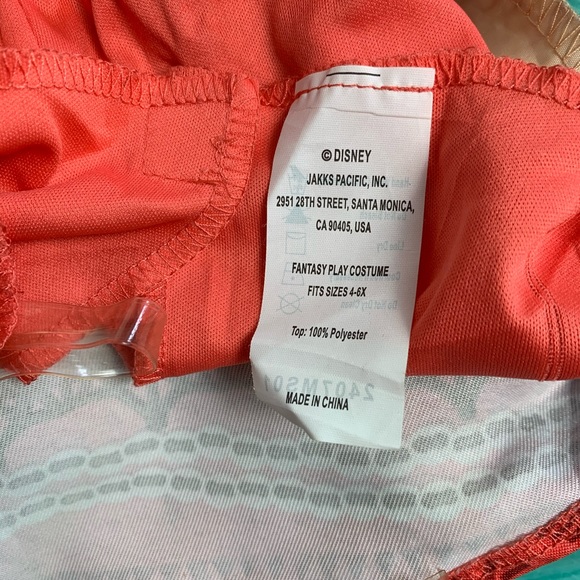 © DISNEY
JAKKS PACIFIC, INC.
2951 28TH STREET, SANTA MONICA,
CA 90405, USA
FANTASY PLAY COSTUME
FITS SIZES 4-6X
Top: 100% Polyester
2407MS01
MADE IN CHINA